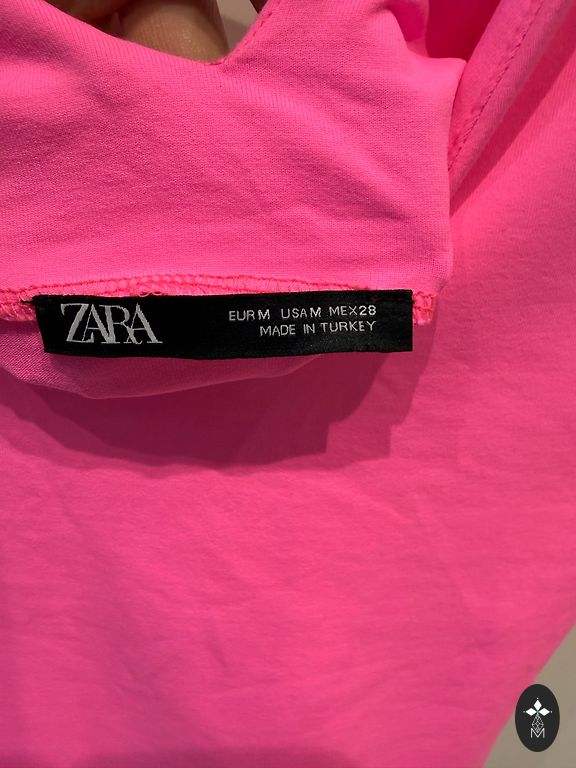 ZARA
EUR M USA M MEX 28
MADE IN TURKEY
M